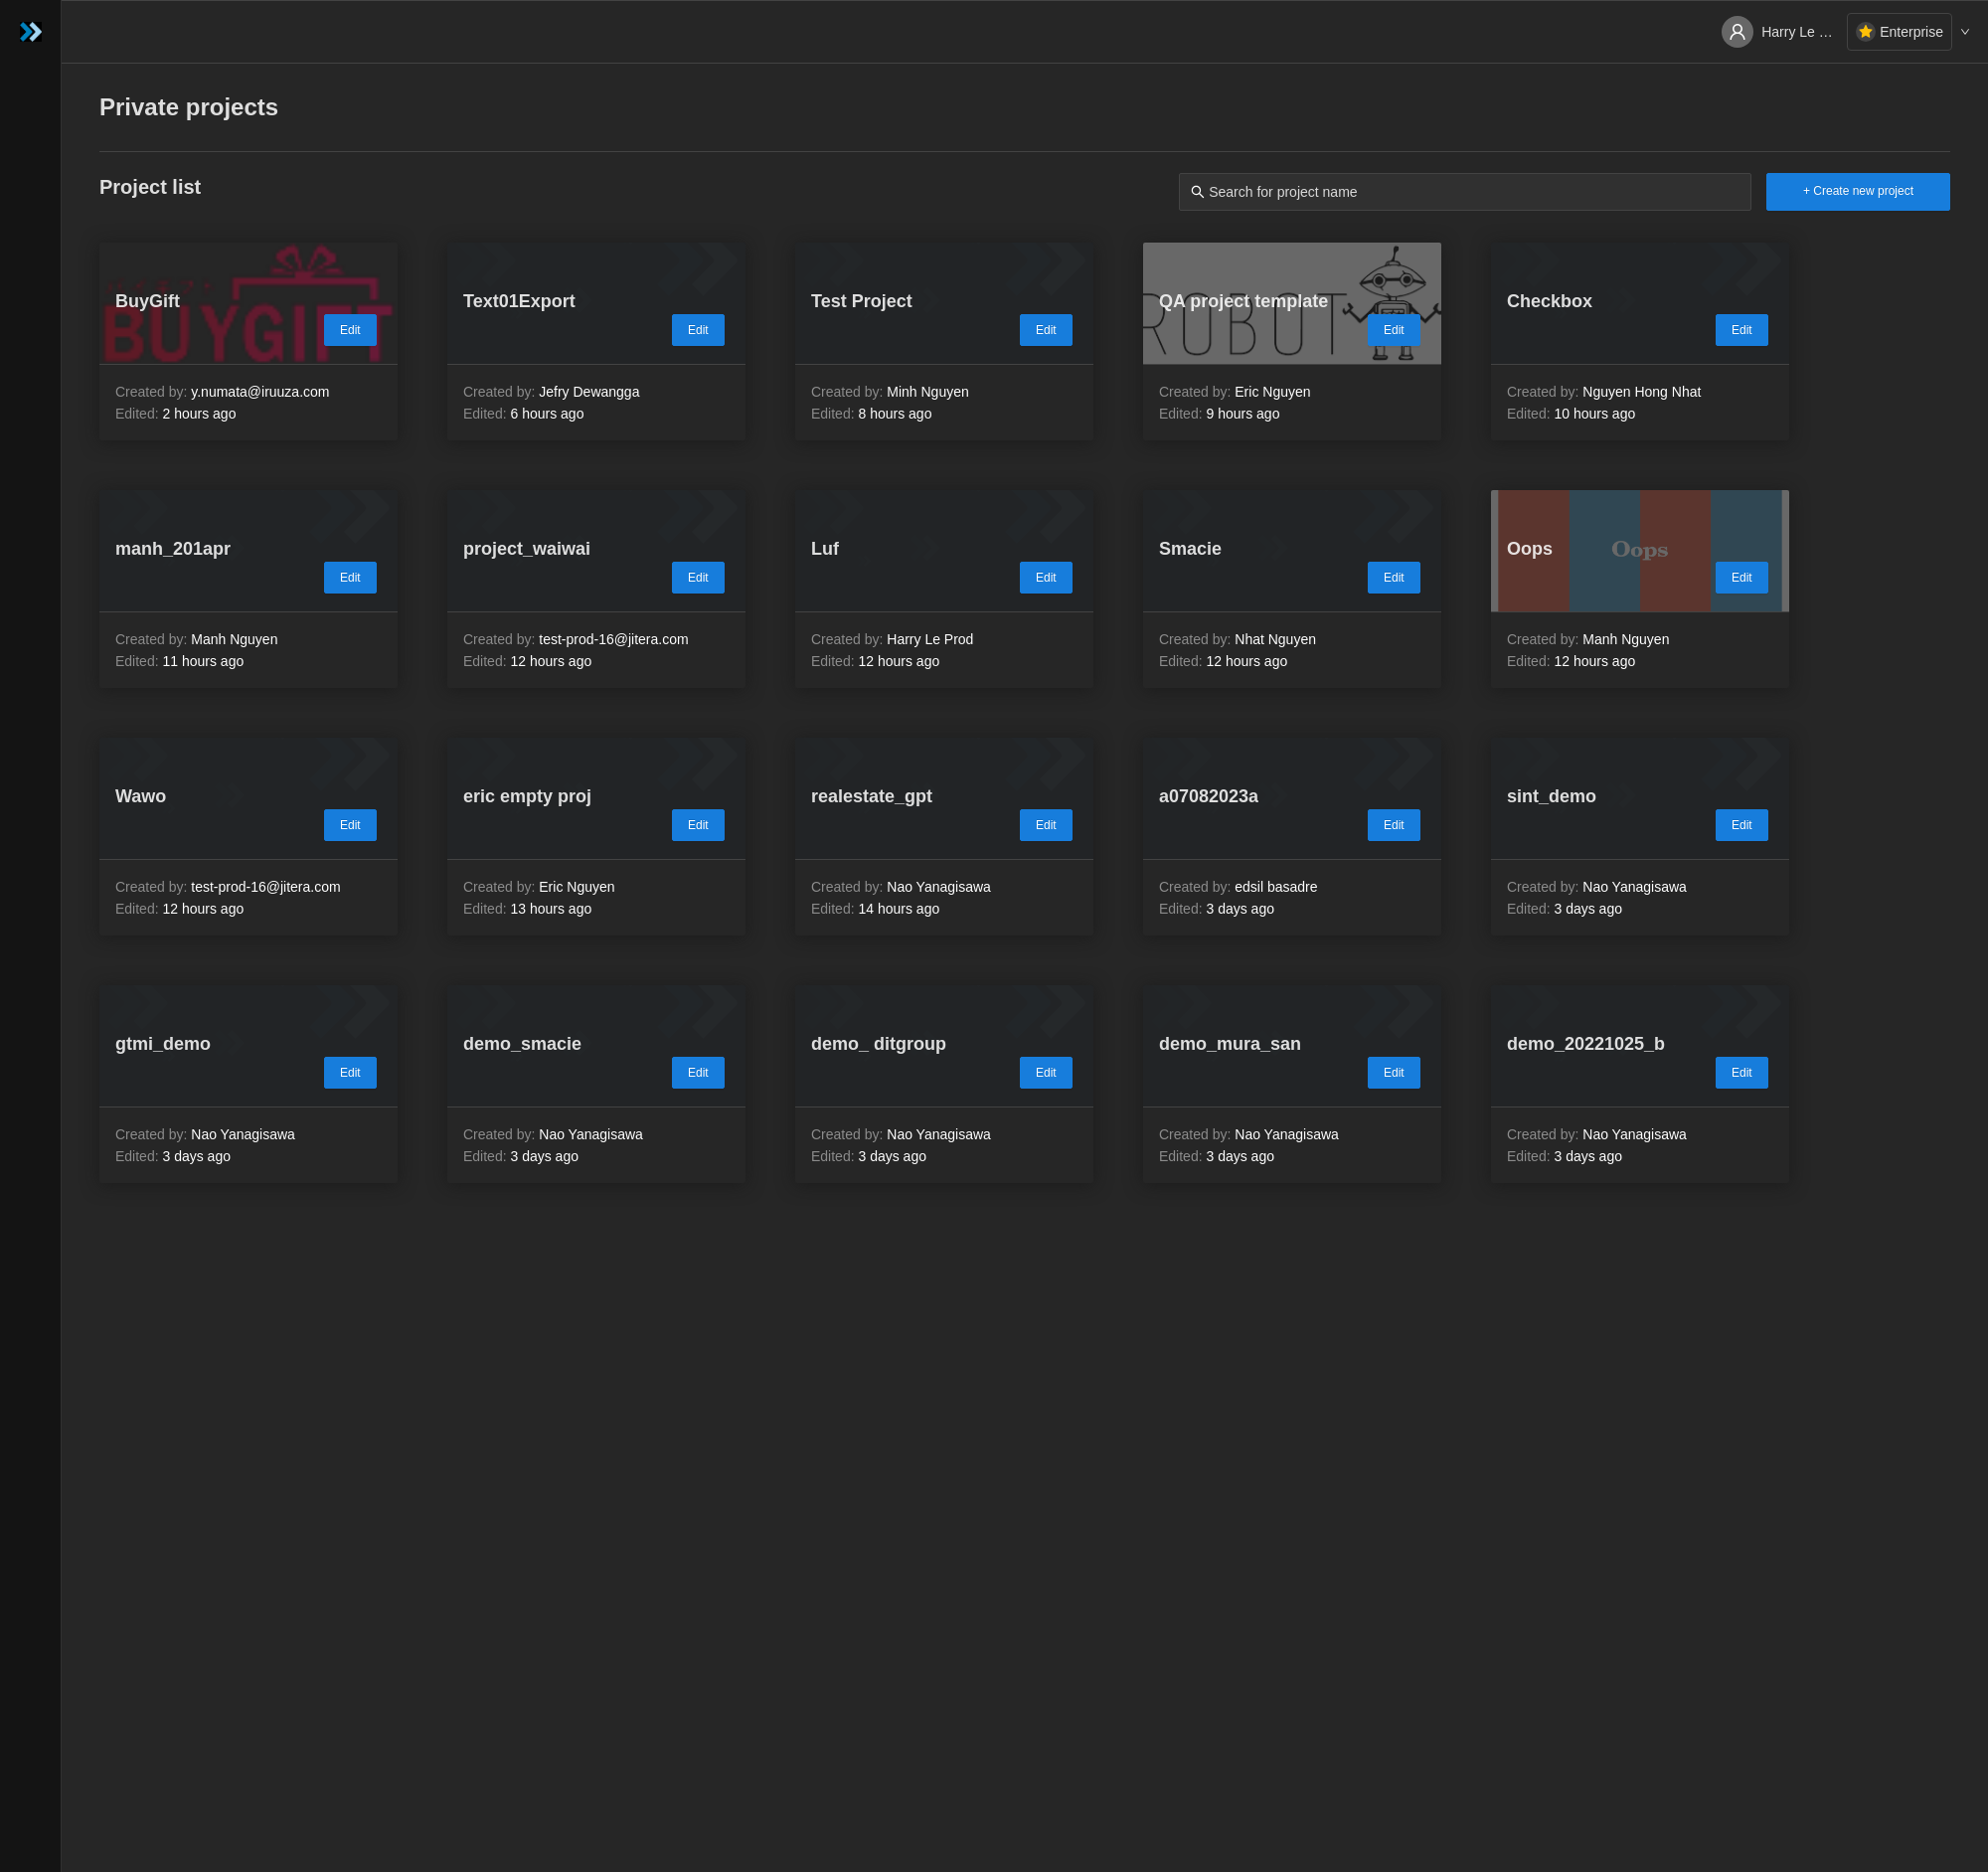 Harry Le …
Enterprise
Private projects
Project list
Search for project name
+ Create new project
BuyGift
BUYGIFT
Edit
Created by: y.numata@iruuza.com
Edited: 2 hours ago
Text01Export
Edit
Created by: Jefry Dewangga
Edited: 6 hours ago
Test Project
Edit
Created by: Minh Nguyen
Edited: 8 hours ago
QA project template
ROBOT
Edit
Created by: Eric Nguyen
Edited: 9 hours ago
Checkbox
Edit
Created by: Nguyen Hong Nhat
Edited: 10 hours ago
manh_201apr
Edit
Created by: Manh Nguyen
Edited: 11 hours ago
project_waiwai
Edit
Created by: test-prod-16@jitera.com
Edited: 12 hours ago
Luf
Edit
Created by: Harry Le Prod
Edited: 12 hours ago
Smacie
Edit
Created by: Nhat Nguyen
Edited: 12 hours ago
Oops
Oops
Edit
Created by: Manh Nguyen
Edited: 12 hours ago
Wawo
Edit
Created by: test-prod-16@jitera.com
Edited: 12 hours ago
eric empty proj
Edit
Created by: Eric Nguyen
Edited: 13 hours ago
realestate_gpt
Edit
Created by: Nao Yanagisawa
Edited: 14 hours ago
a07082023a
Edit
Created by: edsil basadre
Edited: 3 days ago
sint_demo
Edit
Created by: Nao Yanagisawa
Edited: 3 days ago
gtmi_demo
Edit
Created by: Nao Yanagisawa
Edited: 3 days ago
demo_smacie
Edit
Created by: Nao Yanagisawa
Edited: 3 days ago
demo_ ditgroup
Edit
Created by: Nao Yanagisawa
Edited: 3 days ago
demo_mura_san
Edit
Created by: Nao Yanagisawa
Edited: 3 days ago
demo_20221025_b
Edit
Created by: Nao Yanagisawa
Edited: 3 days ago